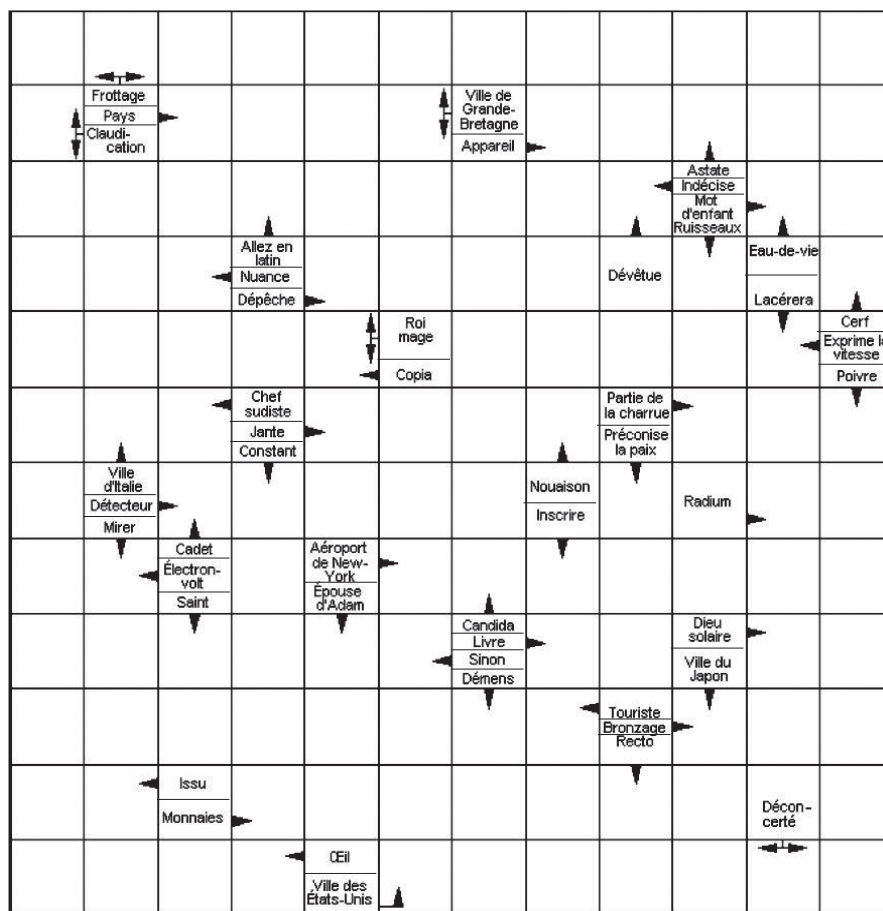 Frottage
Pays
Claudi-
cation
Ville de
Grande-
Bretagne
Appareil
Astate
Indécise
Mot
d'enfant
Ruisseaux
Allez en
latin
Nuance
Dépêche
Dévêtue
Eau-de-vie
Lacérera
Roi
mage
Copia
Cerf
Exprime la
vitesse
Poivre
Chef
sudiste
Jante
Constant
Partie de
la charrue
Préconise
la paix
Ville
d'Italie
Détecteur
Mirer
Nouaison
Inscrire
Radium
Cadet
Électron-
volt
Saint
Aéroport
de New-
York
Épouse
d'Adam
Candida
Livre
Sinon
Démens
Dieu
solaire
Ville du
Japon
Touriste
Bronzage
Recto
Issu
Monnaies
Décon-
certé
Œil
Ville des
États-Unis